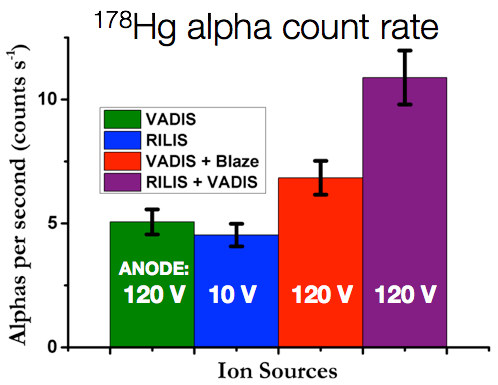 ¹⁷⁸Hg alpha count rate
Alphas per second (counts s⁻¹)
10
5
0
VADIS
RILIS
VADIS + Blaze
RILIS + VADIS
ANODE:
120 V 10 V 120 V 120 V
Ion Sources